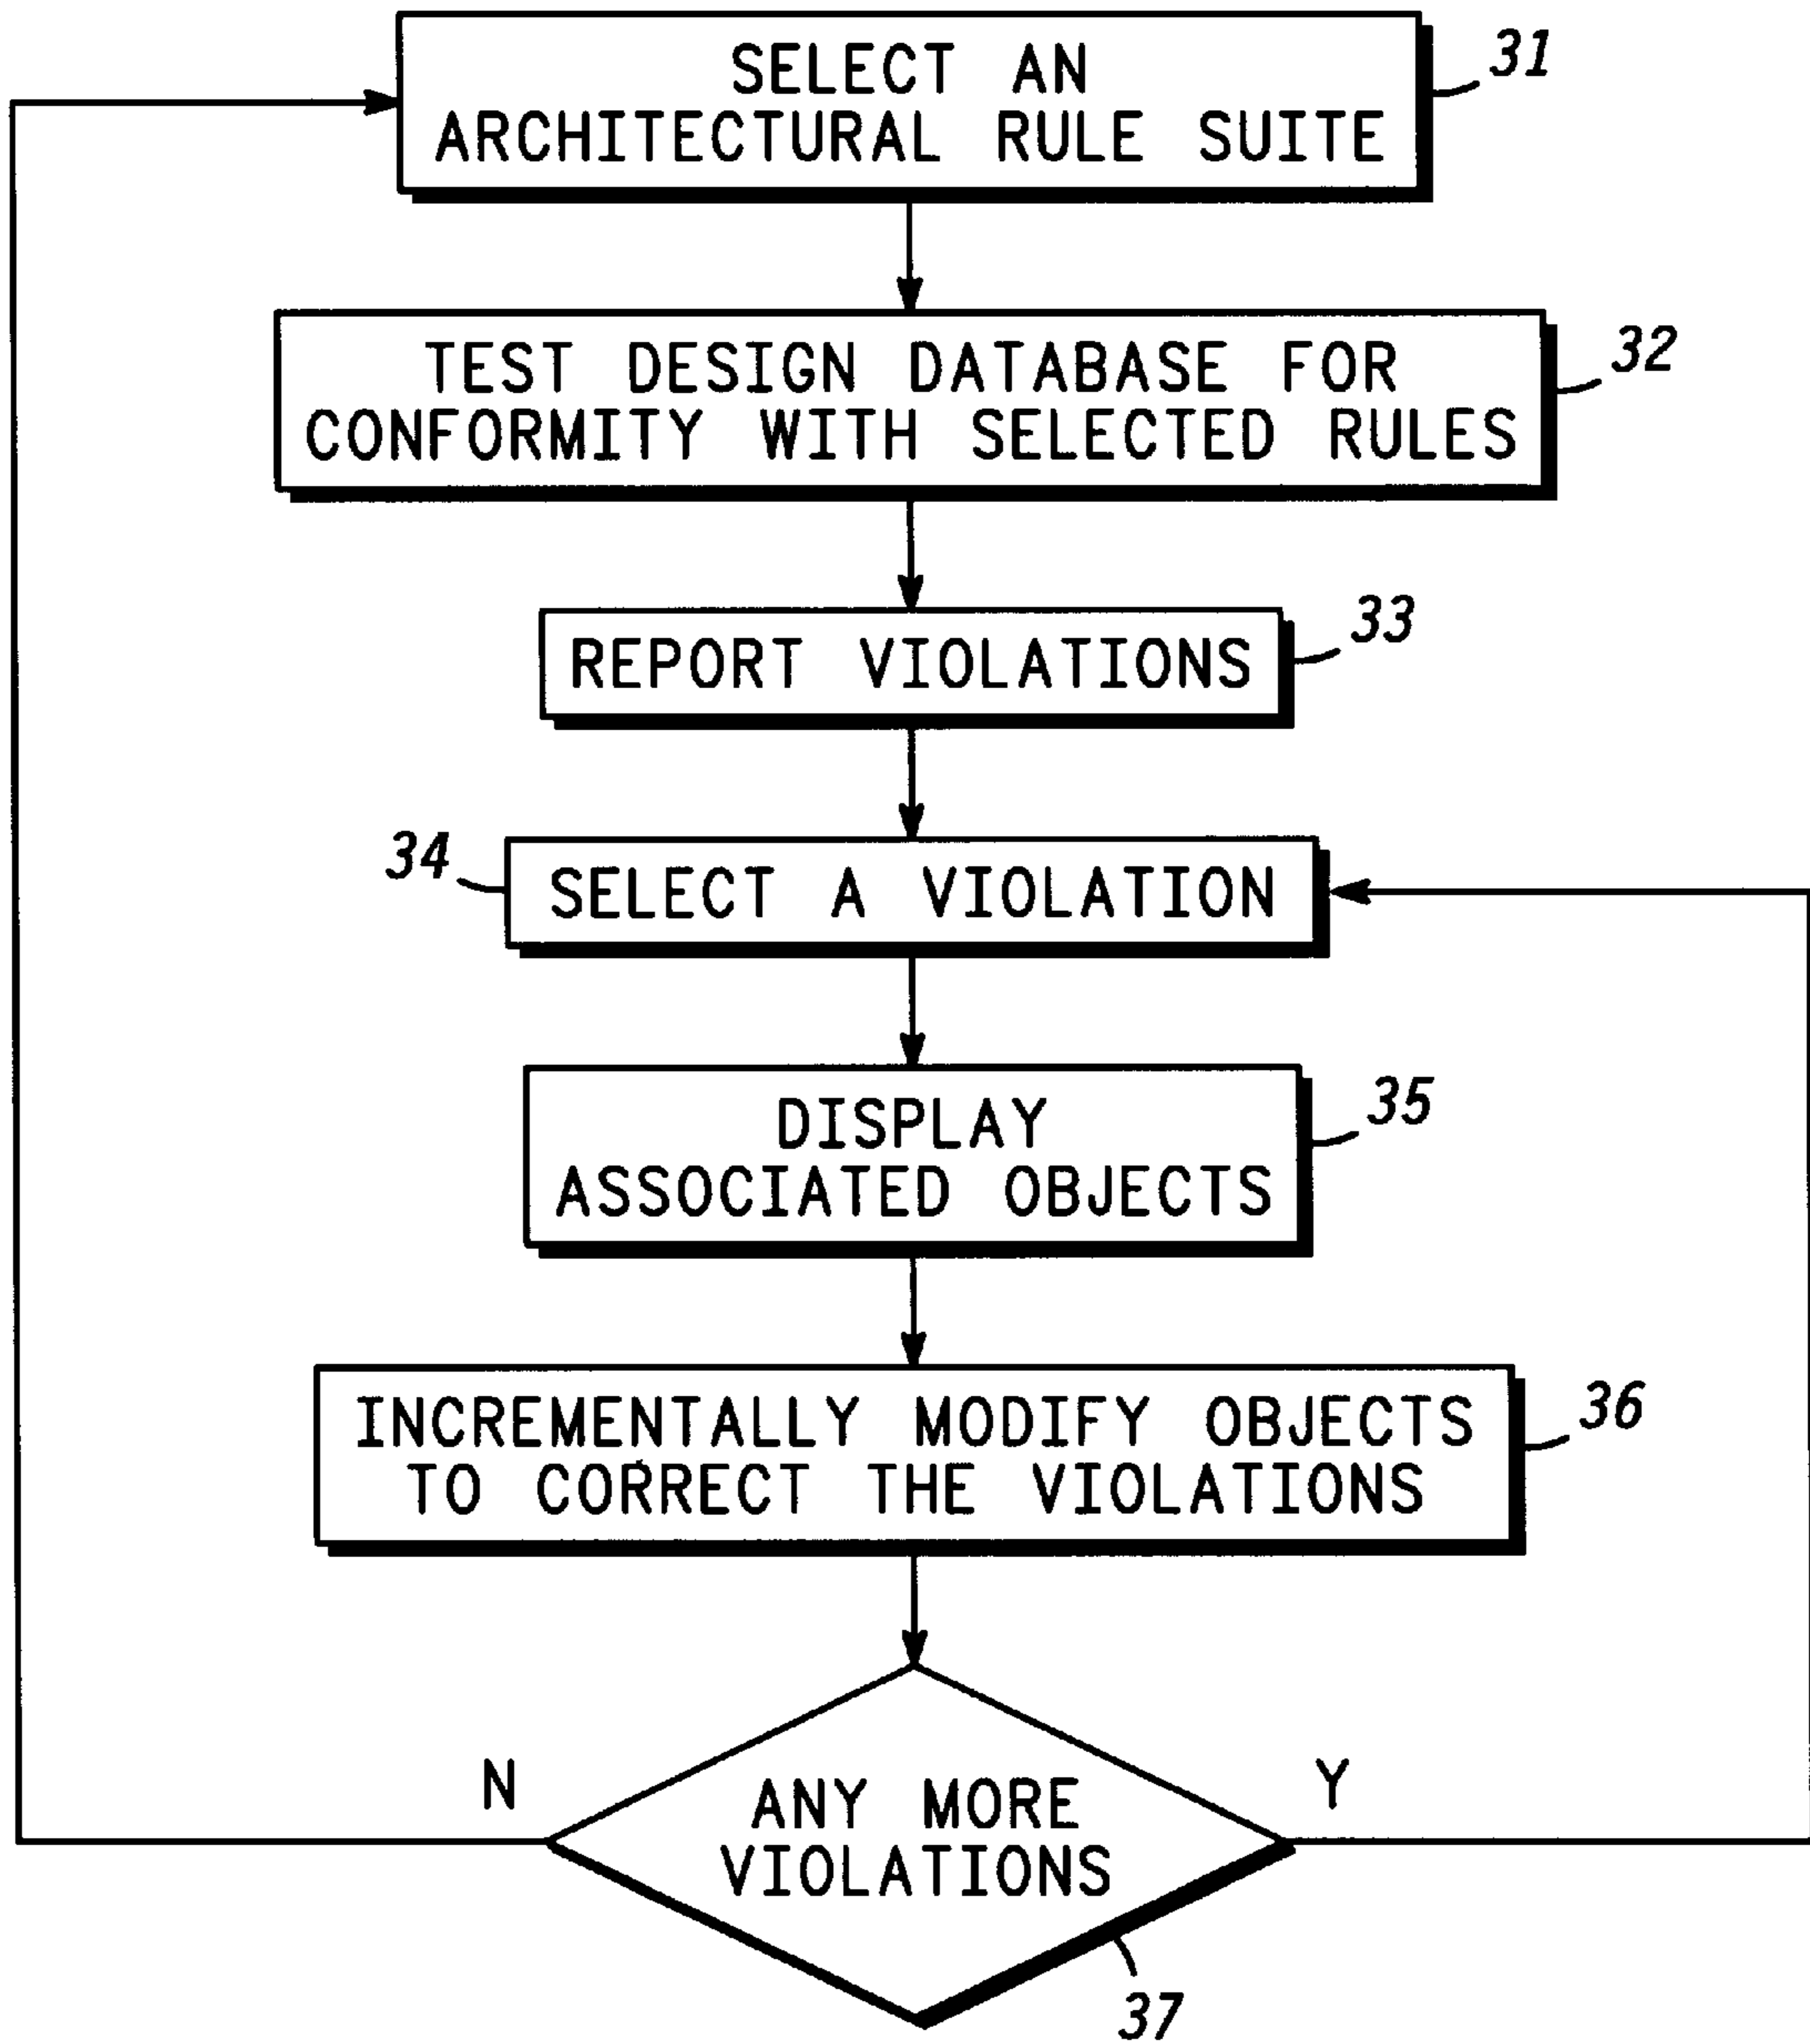 SELECT AN
ARCHITECTURAL RULE SUITE
31
TEST DESIGN DATABASE FOR
CONFORMITY WITH SELECTED RULES
32
REPORT VIOLATIONS
33
34
SELECT A VIOLATION
DISPLAY
ASSOCIATED OBJECTS
35
INCREMENTALLY MODIFY OBJECTS
TO CORRECT THE VIOLATIONS
36
N
ANY MORE
VIOLATIONS
Y
37